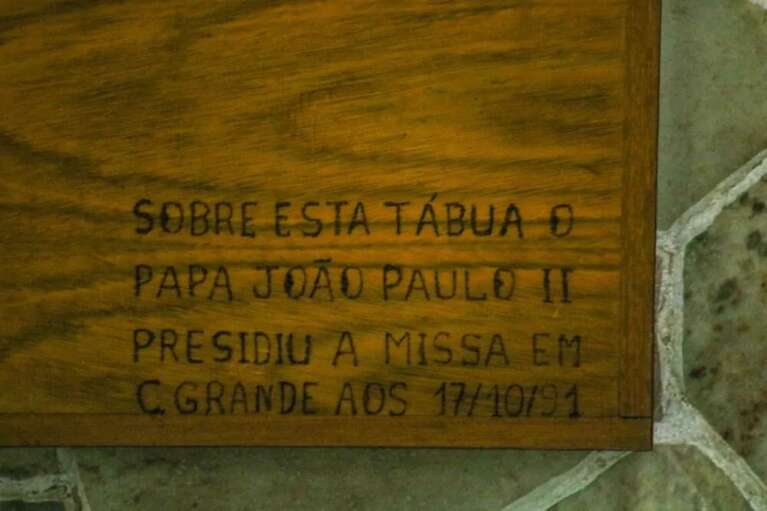 SOBRE ESTA TÁBUA O
PAPA JOÃO PAULO II
PRESIDIU A MISSA EM
C. GRANDE AOS 17/10/91